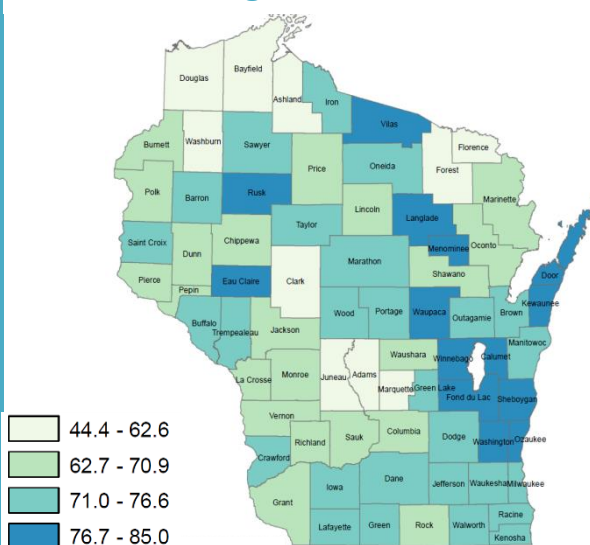 Douglas
Bayfield
Ashland
Iron
Vilas
Florence
Forest
Burnett
Washburn
Sawyer
Price
Oneida
Marinette
Polk
Barron
Rusk
Lincoln
Langlade
Taylor
Menominee
Oconto
Saint Croix
Dunn
Chippewa
Marathon
Shawano
Door
Pierce
Pepin
Eau Claire
Clark
Kewaunee
Buffalo
Trempealeau
Jackson
Wood
Portage
Waupaca
Outagamie
Brown
Manitowoc
Waushara
Winnebago
Calumet
La Crosse
Monroe
Juneau
Adams
Marquette
Green Lake
Fond du Lac
Sheboygan
Vernon
Richland
Sauk
Columbia
Dodge
Washington
Ozaukee
Crawford
Grant
Iowa
Dane
Jefferson
Waukesha
Milwaukee
Lafayette
Green
Rock
Walworth
Racine
Kenosha
44.4 - 62.6
62.7 - 70.9
71.0 - 76.6
76.7 - 85.0